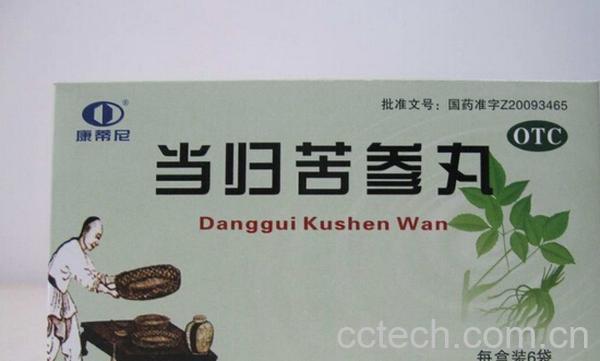 批准文号：国药准字Z20093465
康蒂尼®
OTC
当归苦参丸
Danggui Kushen Wan
cctech.com.cn
每盒装6袋